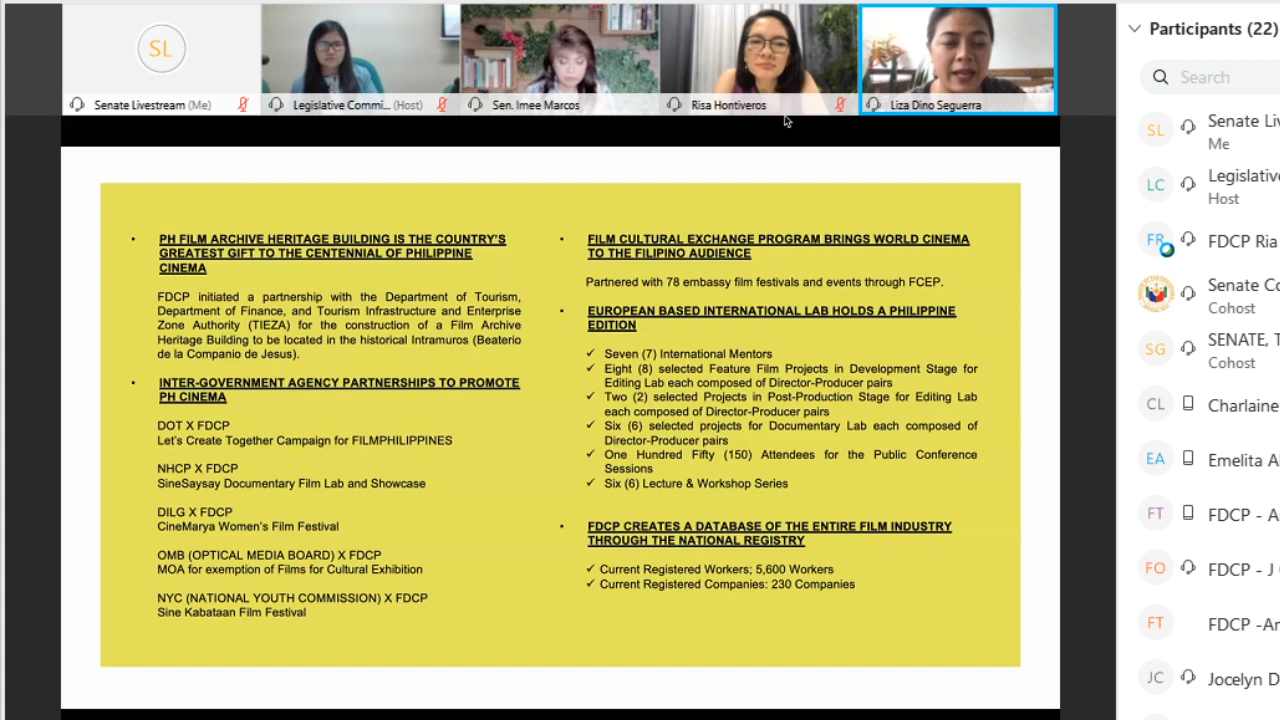 SL
Senate Livestream (Me)
Legislative Commi... (Host)
Sen. Imee Marcos
Risa Hontiveros
Liza Dino Seguerra
• PH FILM ARCHIVE HERITAGE BUILDING IS THE COUNTRY'S
GREATEST GIFT TO THE CENTENNIAL OF PHILIPPINE
CINEMA
FDCP initiated a partnership with the Department of Tourism,
Department of Finance, and Tourism Infrastructure and Enterprise
Zone Authority (TIEZA) for the construction of a Film Archive
Heritage Building to be located in the historical Intramuros (Beaterio
de la Companio de Jesus).
• INTER-GOVERNMENT AGENCY PARTNERSHIPS TO PROMOTE
PH CINEMA
DOT X FDCP
Let's Create Together Campaign for FILMPHILIPPINES
NHCP X FDCP
SineSaysay Documentary Film Lab and Showcase
DILG X FDCP
CineMarya Women's Film Festival
OMB (OPTICAL MEDIA BOARD) X FDCP
MOA for exemption of Films for Cultural Exhibition
NYC (NATIONAL YOUTH COMMISSION) X FDCP
Sine Kabataan Film Festival
• FILM CULTURAL EXCHANGE PROGRAM BRINGS WORLD CINEMA
TO THE FILIPINO AUDIENCE
Partnered with 78 embassy film festivals and events through FCEP.
• EUROPEAN BASED INTERNATIONAL LAB HOLDS A PHILIPPINE
EDITION
✓ Seven (7) International Mentors
✓ Eight (8) selected Feature Film Projects in Development Stage for
Editing Lab each composed of Director-Producer pairs
✓ Two (2) selected Projects in Post-Production Stage for Editing Lab
each composed of Director-Producer pairs
✓ Six (6) selected projects for Documentary Lab each composed of
Director-Producer pairs
✓ One Hundred Fifty (150) Attendees for the Public Conference
Sessions
✓ Six (6) Lecture & Workshop Series
• FDCP CREATES A DATABASE OF THE ENTIRE FILM INDUSTRY
THROUGH THE NATIONAL REGISTRY
✓ Current Registered Workers; 5,600 Workers
✓ Current Registered Companies: 230 Companies
Participants (22)
Search
SL Senate Liv
Me
LC Legislative
Host
FR FDCP Ria
Senate Co
Cohost
SG SENATE, T
Cohost
CL Charlaine
EA Emelita A
FT FDCP - A
FO FDCP - J
FT FDCP -Ar
JC Jocelyn D